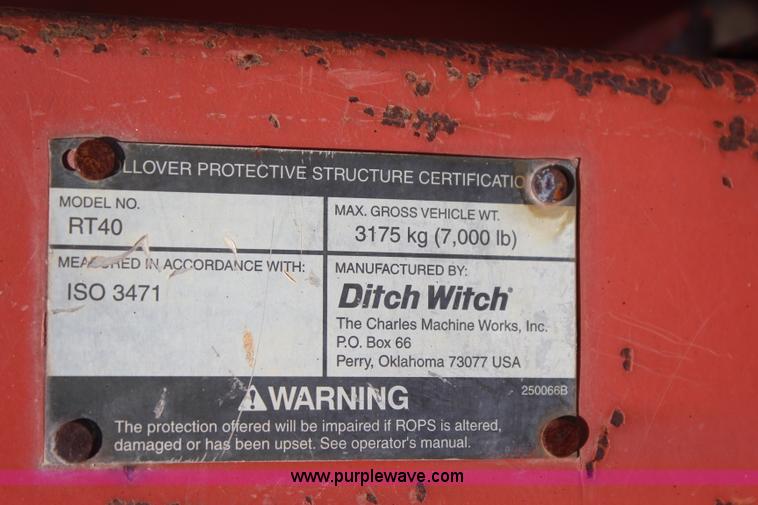 LLOVER PROTECTIVE STRUCTURE CERTIFICATIO
MODEL NO.
RT40
MAX. GROSS VEHICLE WT.
3175 kg (7,000 lb)
MEASURED IN ACCORDANCE WITH:
ISO 3471
MANUFACTURED BY:
Ditch Witch®
The Charles Machine Works, Inc.
P.O. Box 66
Perry, Oklahoma 73077 USA
WARNING
250066B
The protection offered will be impaired if ROPS is altered,
damaged or has been upset. See operator's manual.
www.purplewave.com